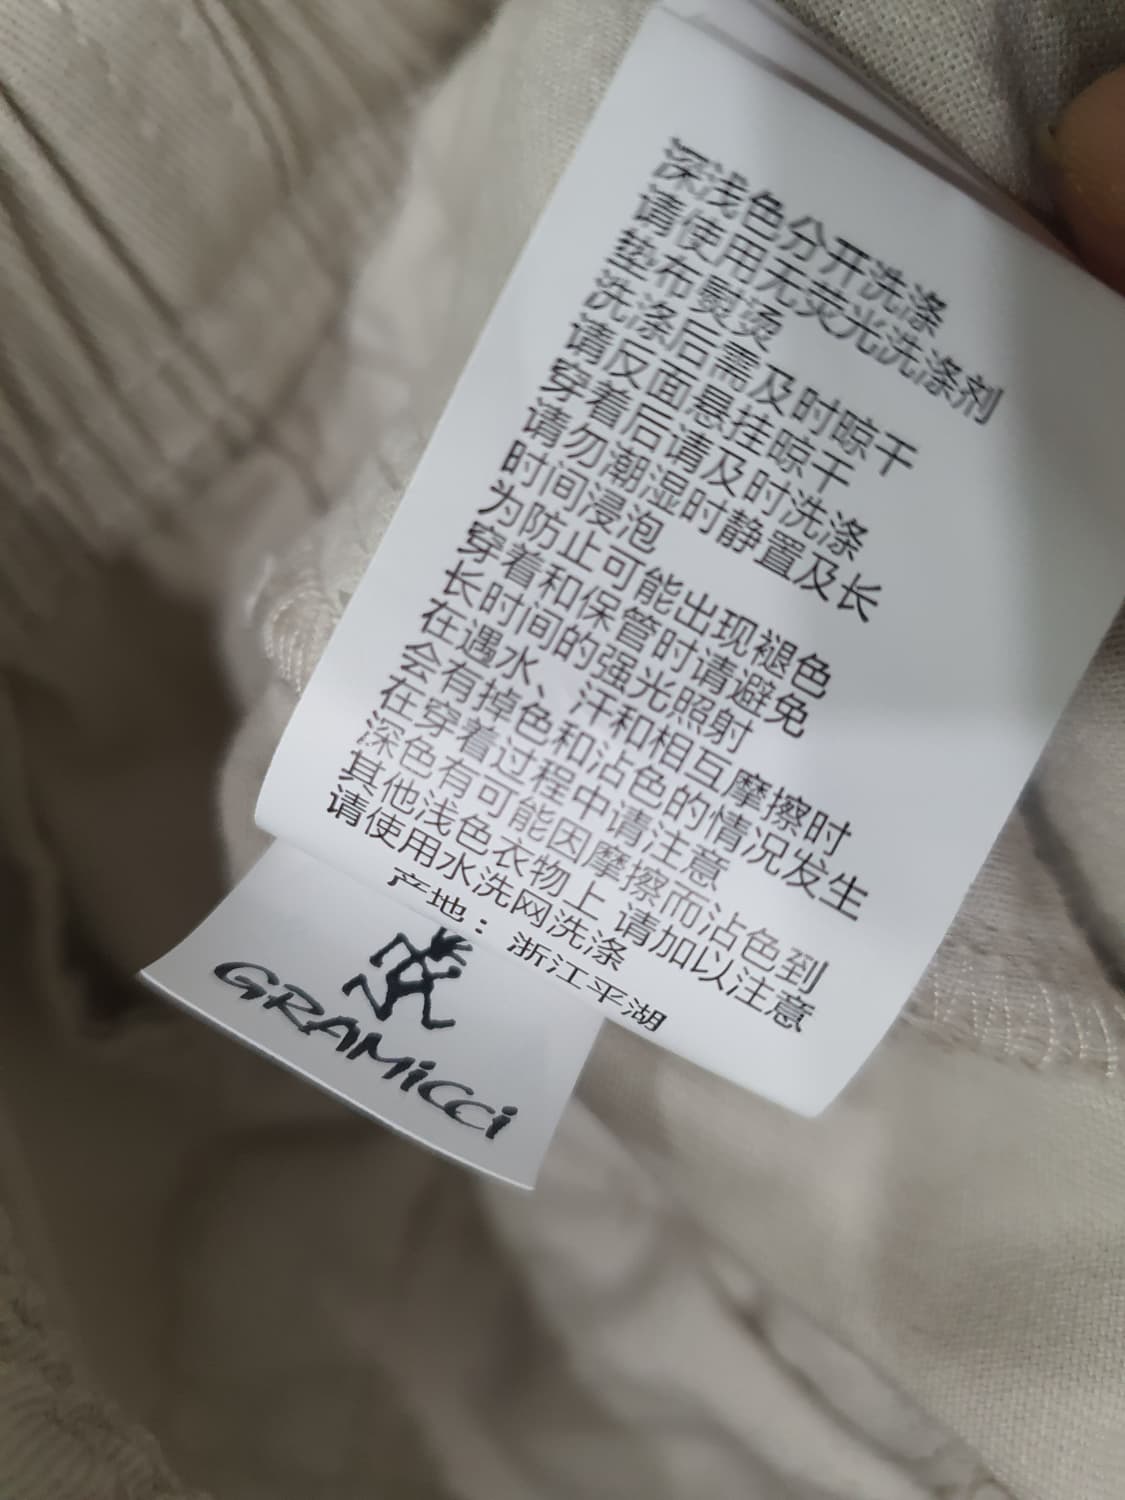 深浅色分开洗涤
请使用无荧光洗涤剂
垫布熨烫
洗涤后需及时晾干
请反面悬挂晾干
穿着后请及时洗涤
请勿潮湿时静置及长
时间浸泡
为防止可能出现褪色
穿着和保管时请避免
长时间的强光照射
在遇水、汗和相互摩擦时
会有掉色和沾色的情况发生
在穿着过程中请注意
深色有可能因摩擦而沾色到
其他浅色衣物上 请加以注意
请使用水洗网洗涤
产地：浙江平湖
GRAMiCCi